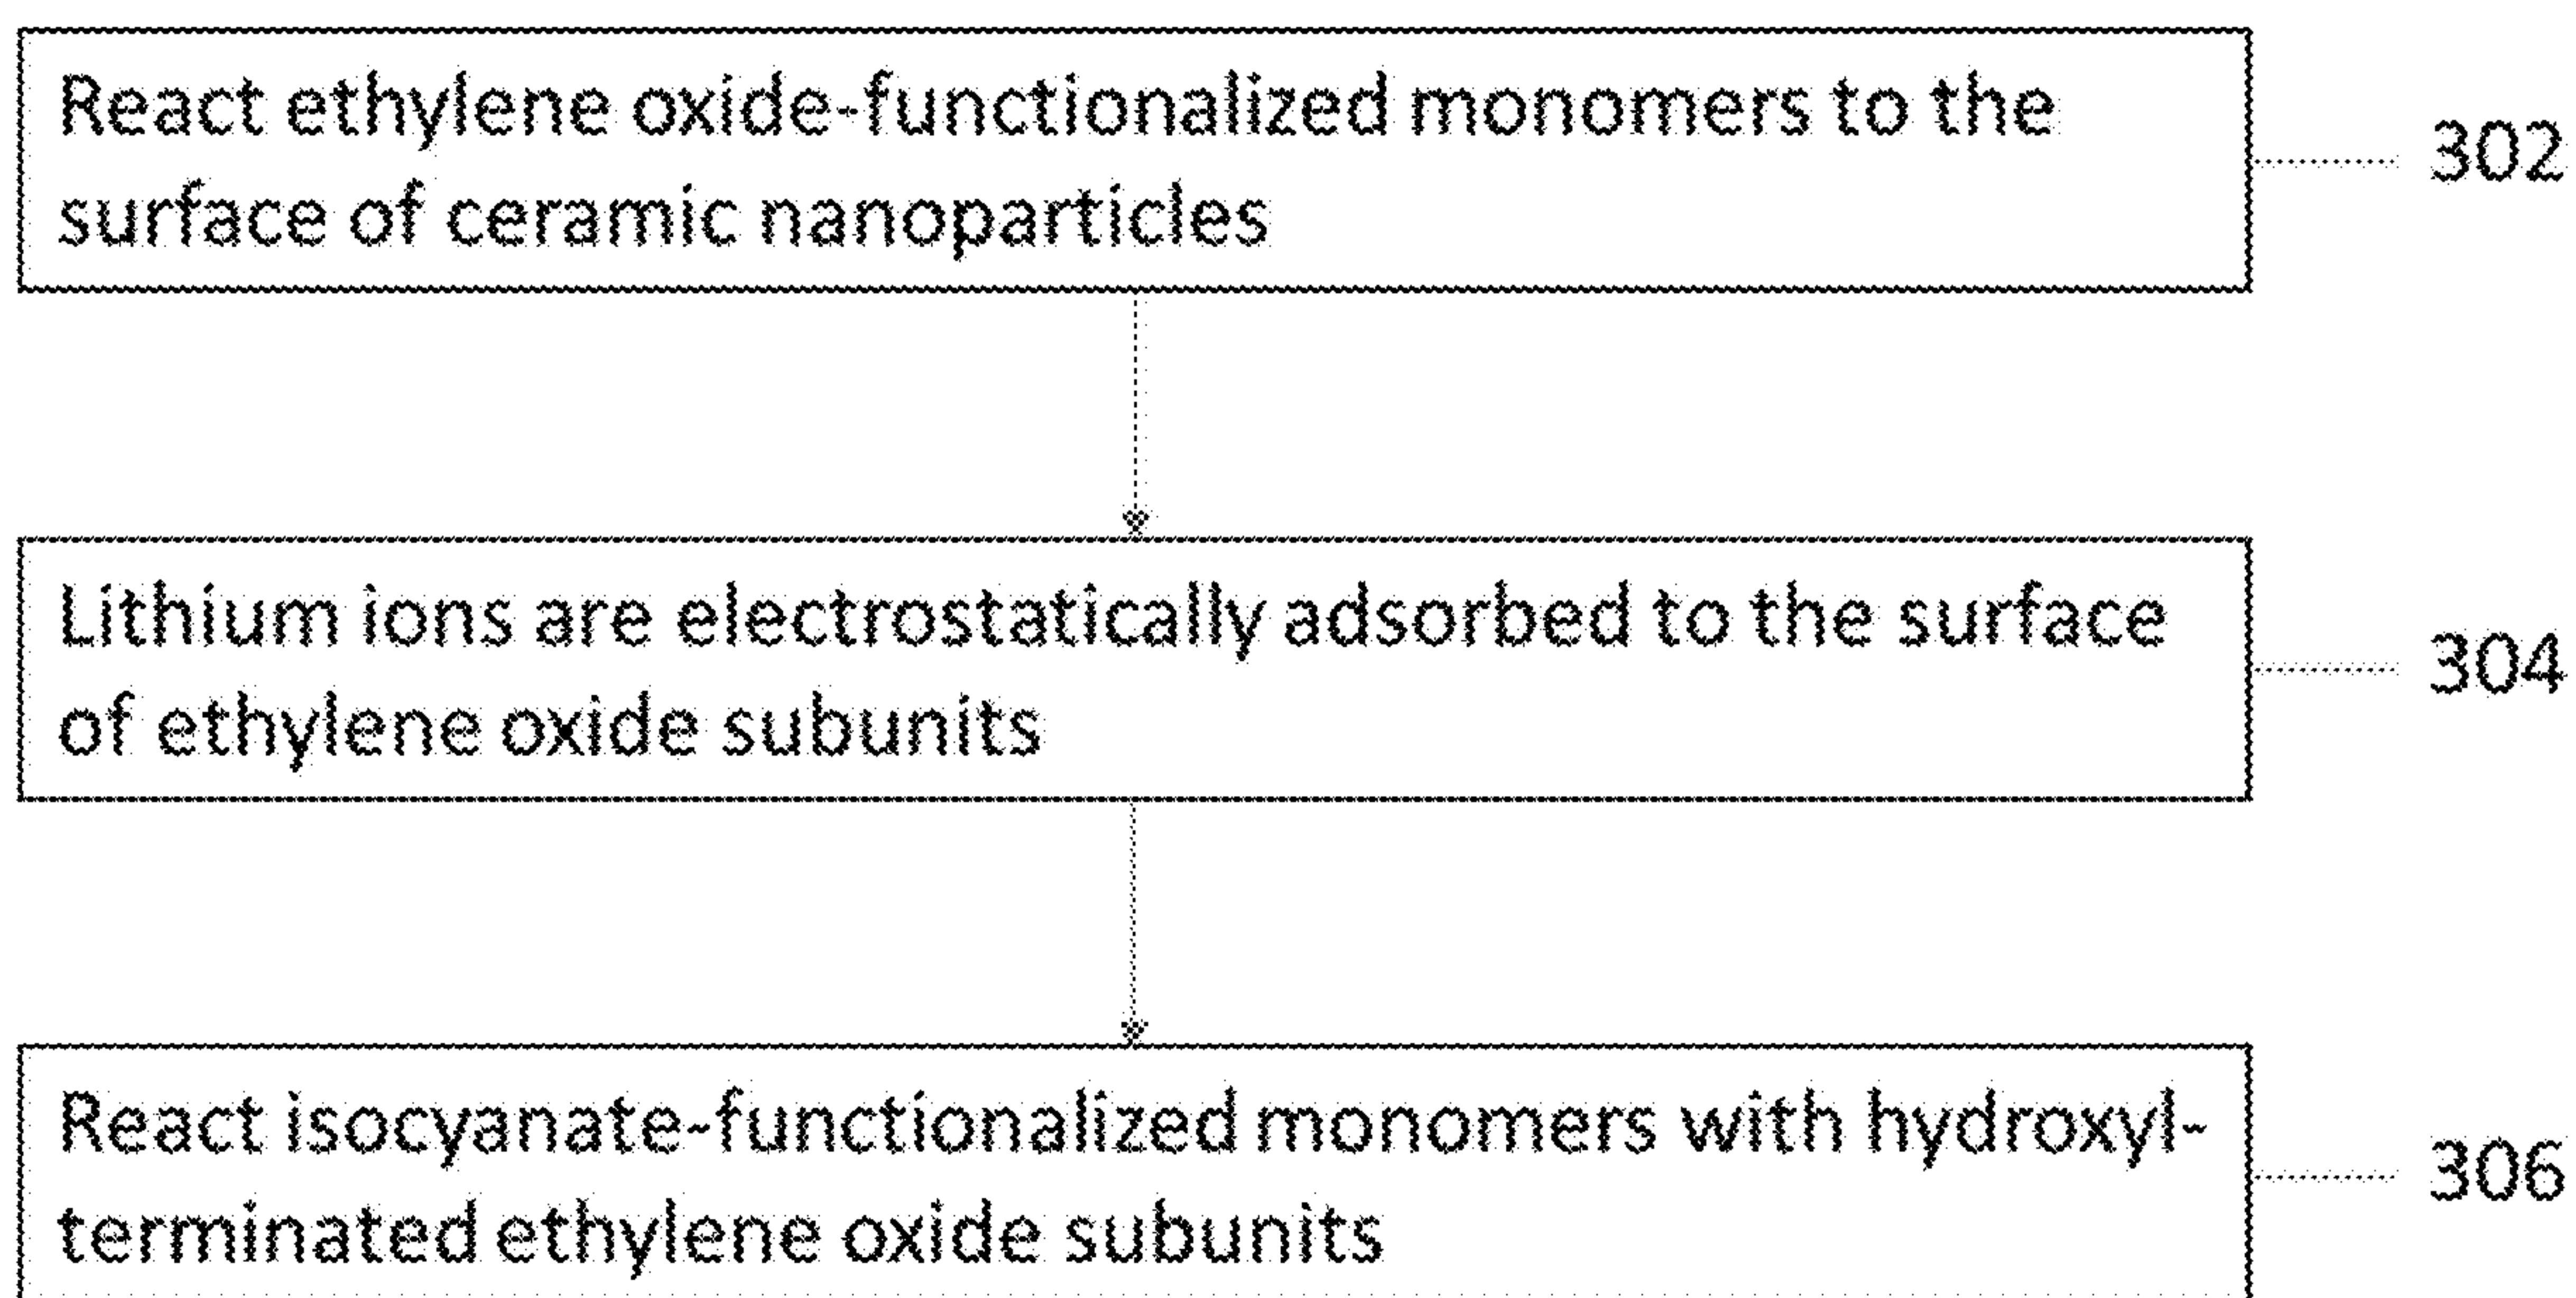 React ethylene oxide-functionalized monomers to the
surface of ceramic nanoparticles
302
Lithium ions are electrostatically adsorbed to the surface
of ethylene oxide subunits
304
React isocyanate-functionalized monomers with hydroxyl-
terminated ethylene oxide subunits
306